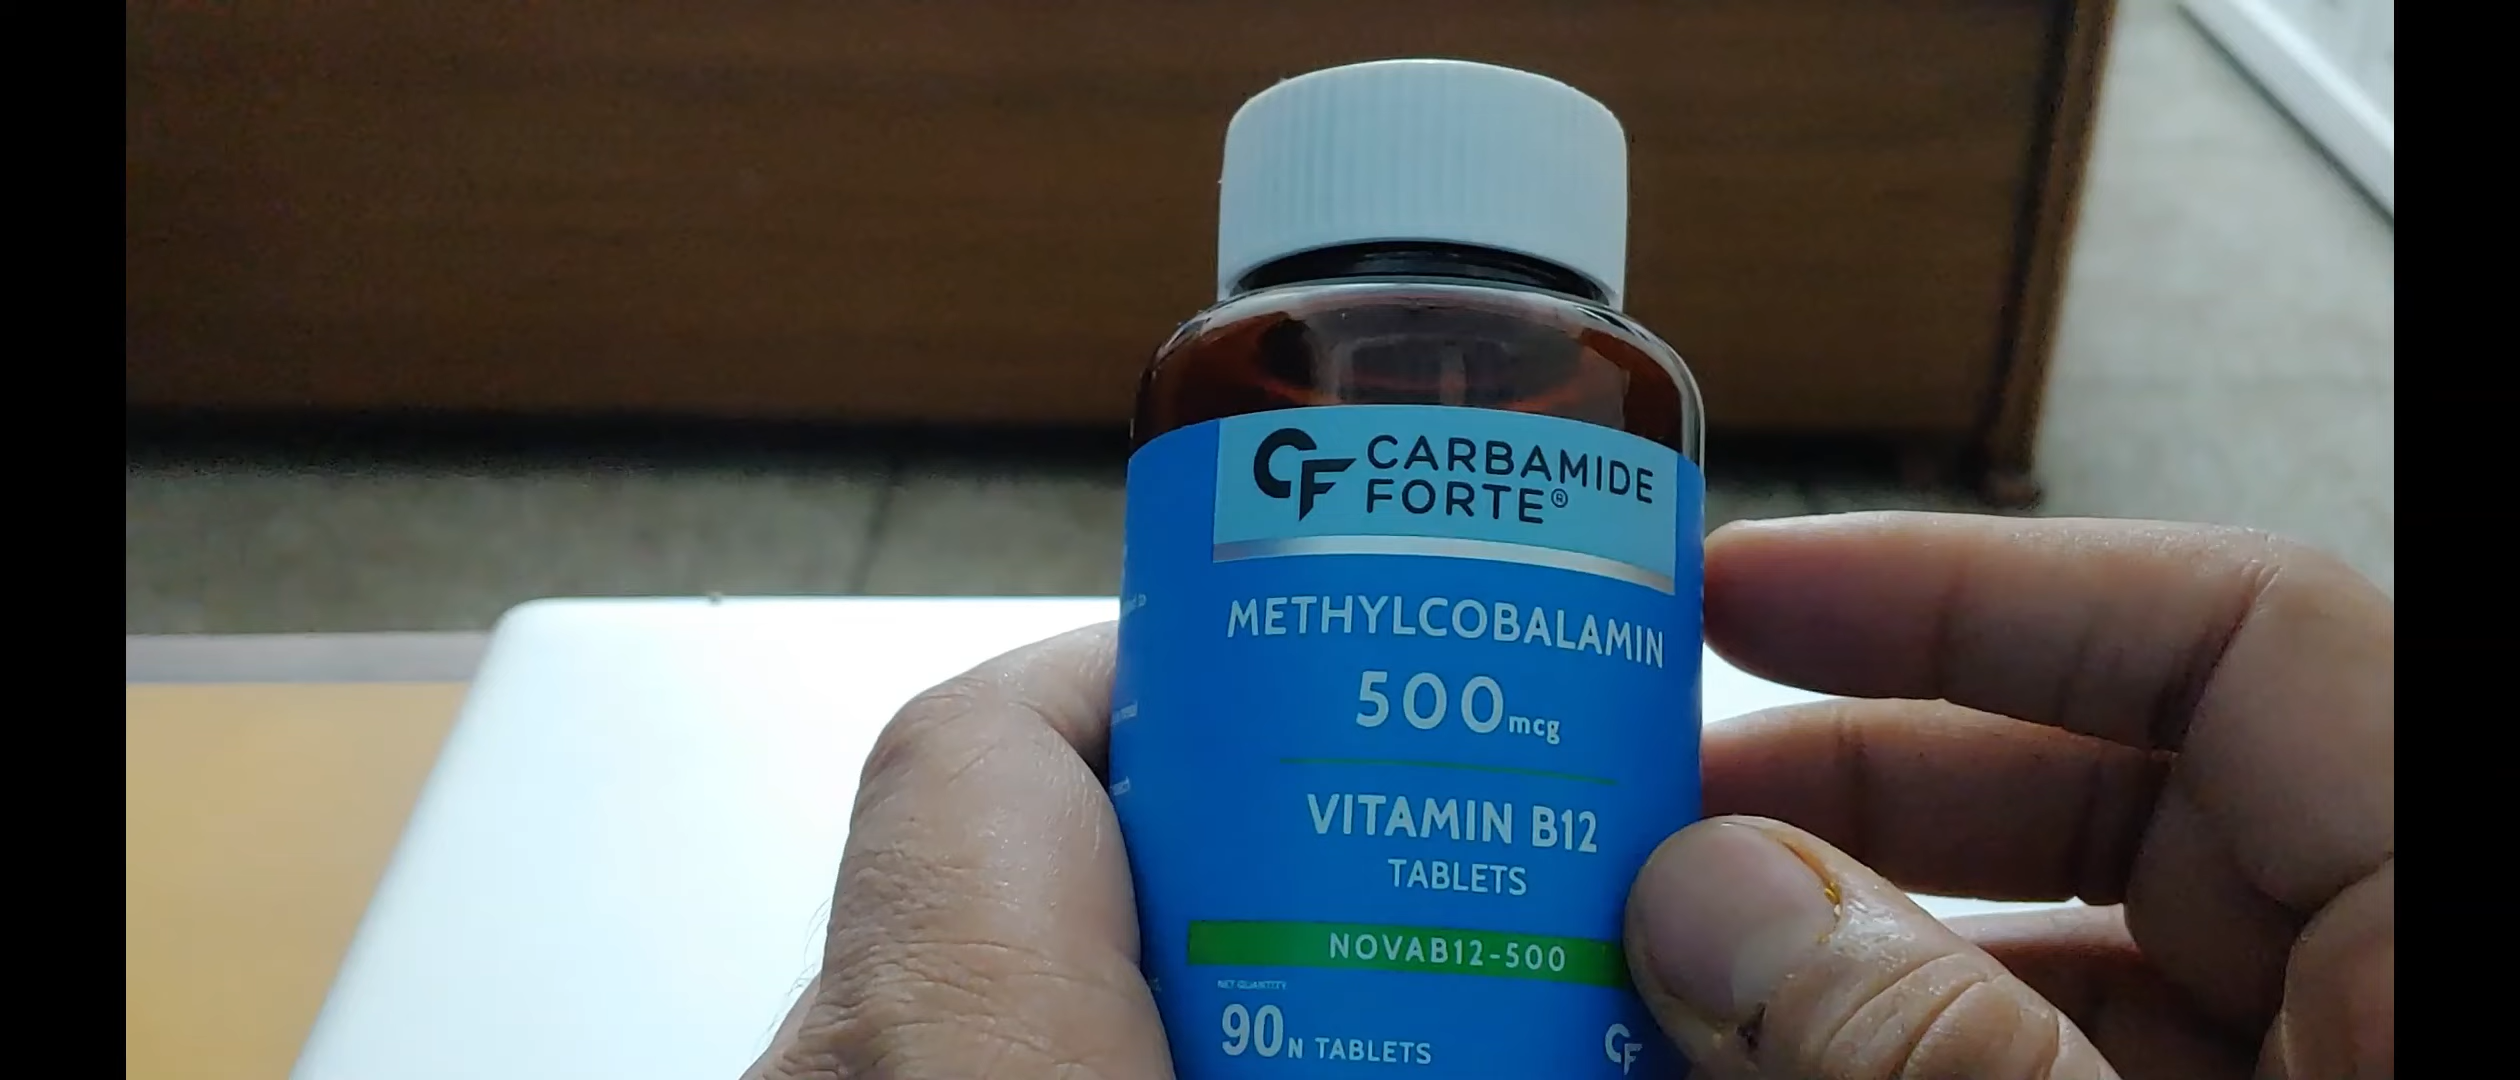 CF CARBAMIDE
FORTE®
METHYLCOBALAMIN
500mcg
VITAMIN B12
TABLETS
NOVAB12-500
NET QUANTITY
90N TABLETS
CF